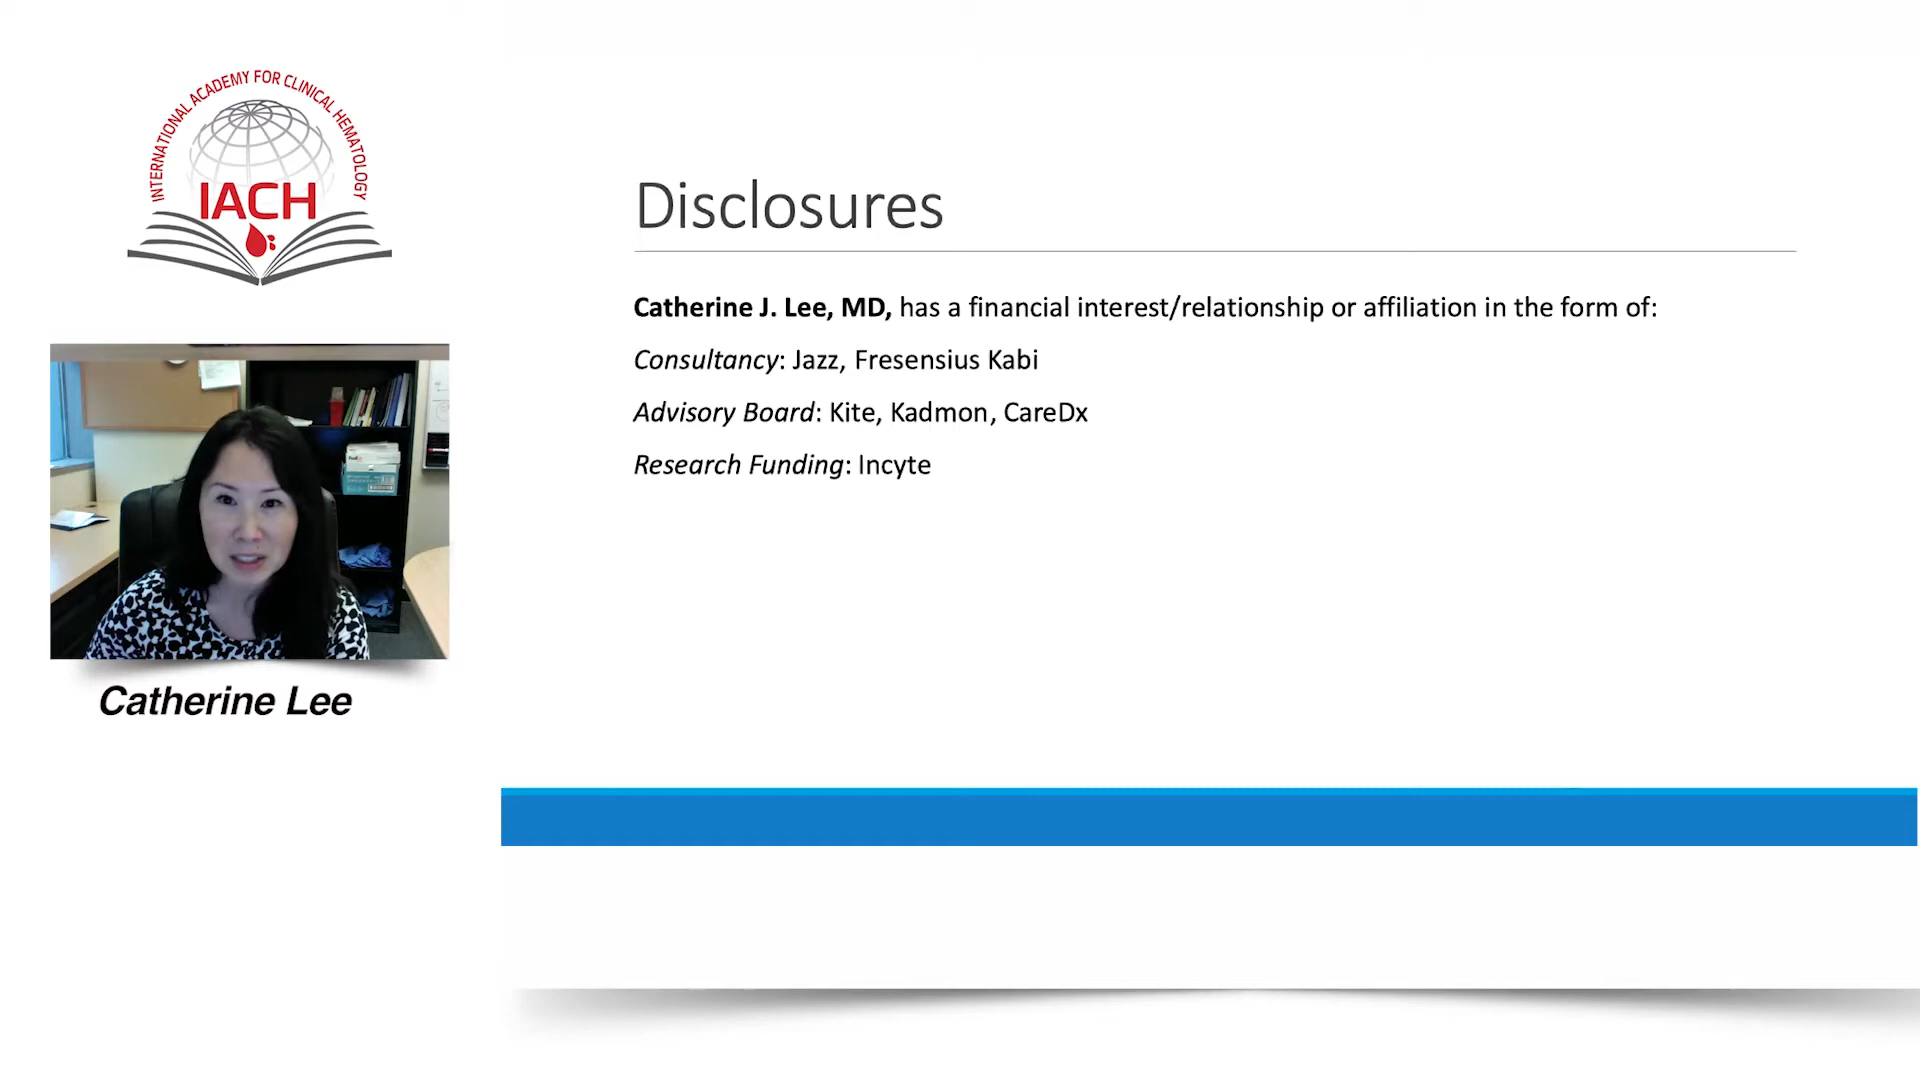 INTERNATIONAL ACADEMY FOR CLINICAL HEMATOLOGY
IACH
Catherine Lee
Disclosures
Catherine J. Lee, MD, has a financial interest/relationship or affiliation in the form of:
Consultancy: Jazz, Fresensius Kabi
Advisory Board: Kite, Kadmon, CareDx
Research Funding: Incyte